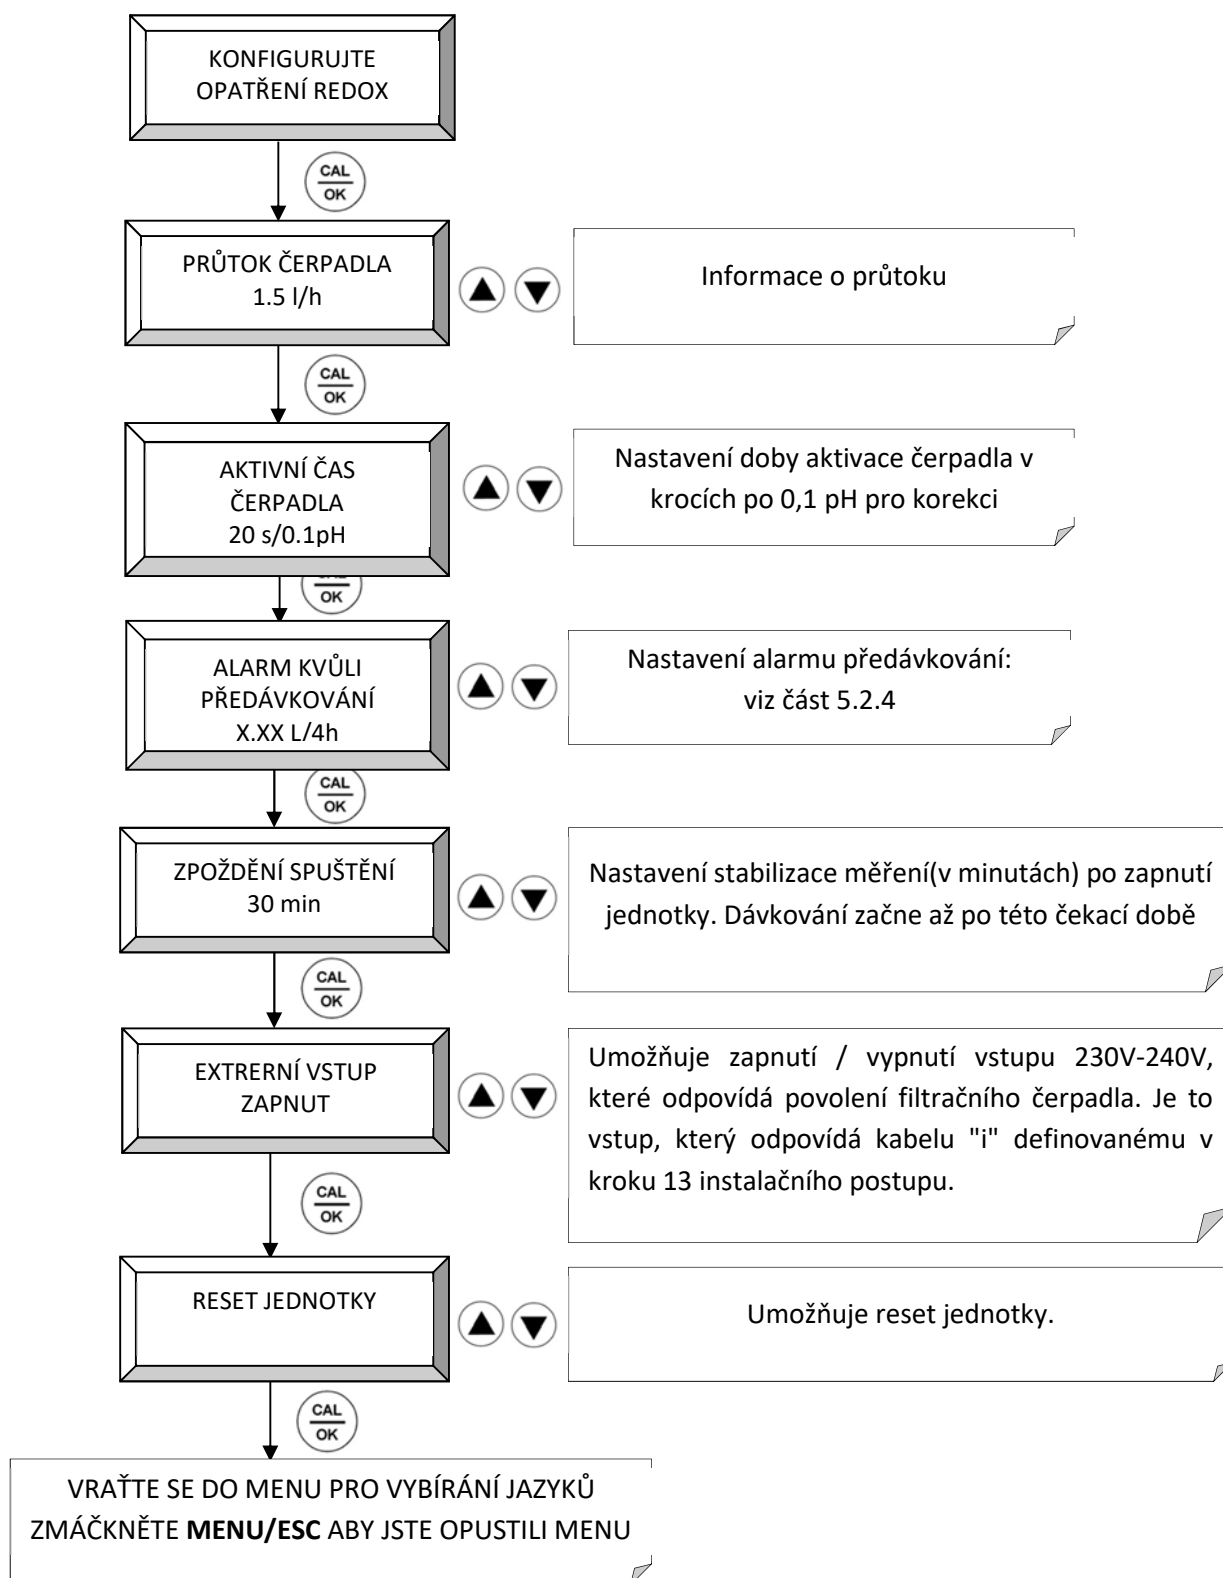 KONFIGURUJTE
OPATŘENÍ REDOX
CAL
OK
PRŮTOK ČERPADLA
1.5 l/h
Informace o průtoku
CAL
OK
AKTIVNÍ ČAS
ČERPADLA
20 s/0.1pH
Nastavení doby aktivace čerpadla v
krocích po 0,1 pH pro korekci
CAL
OK
ALARM KVŮLI
PŘEDÁVKOVÁNÍ
X.XX L/4h
Nastavení alarmu předávkování:
viz část 5.2.4
CAL
OK
ZPOŽDĚNÍ SPUŠTĚNÍ
30 min
Nastavení stabilizace měření(v minutách) po zapnutí
jednotky. Dávkování začne až po této čekací době
CAL
OK
EXTRERNÍ VSTUP
ZAPNUT
Umožňuje zapnutí / vypnutí vstupu 230V-240V,
které odpovídá povolení filtračního čerpadla. Je to
vstup, který odpovídá kabelu "i" definovanému v
kroku 13 instalačního postupu.
CAL
OK
RESET JEDNOTKY
Umožňuje reset jednotky.
CAL
OK
VRAŤTE SE DO MENU PRO VYBÍRÁNÍ JAZYKŮ
ZMÁČKNĚTE MENU/ESC ABY JSTE OPUSTILI MENU